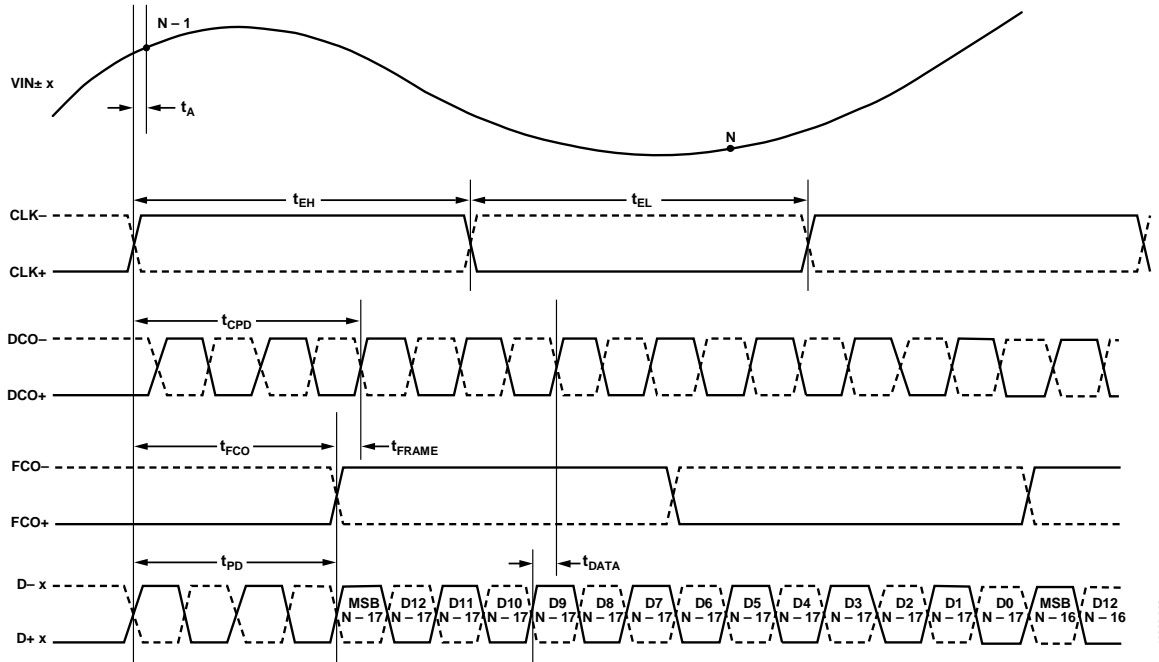 N – 1
VIN± x
tA
N
tEH
tEL
CLK–
CLK+
tCPD
DCO–
DCO+
tFCO
tFRAME
FCO–
FCO+
tPD
tDATA
D– x
MSB D12 D11 D10 D9 D8 D7 D6 D5 D4 D3 D2 D1 D0 MSB D12
N – 17 N – 17 N – 17 N – 17 N – 17 N – 17 N – 17 N – 17 N – 17 N – 17 N – 17 N – 17 N – 17 N – 17 N – 16 N – 16
D+ x